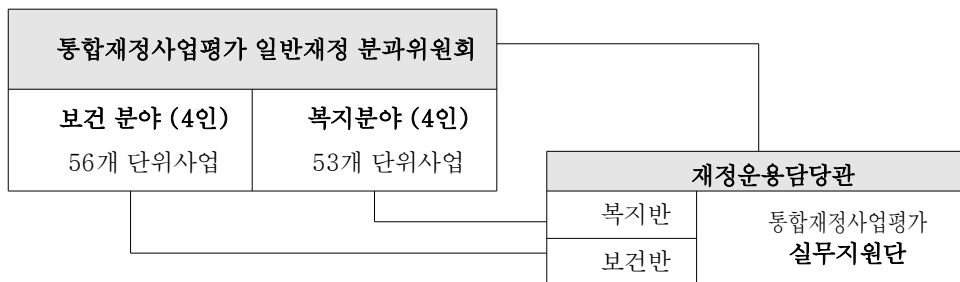 통합재정사업평가 일반재정 분과위원회
보건 분야 (4인)
56개 단위사업
복지분야 (4인)
53개 단위사업
재정운용담당관
복지반
보건반
통합재정사업평가
실무지원단